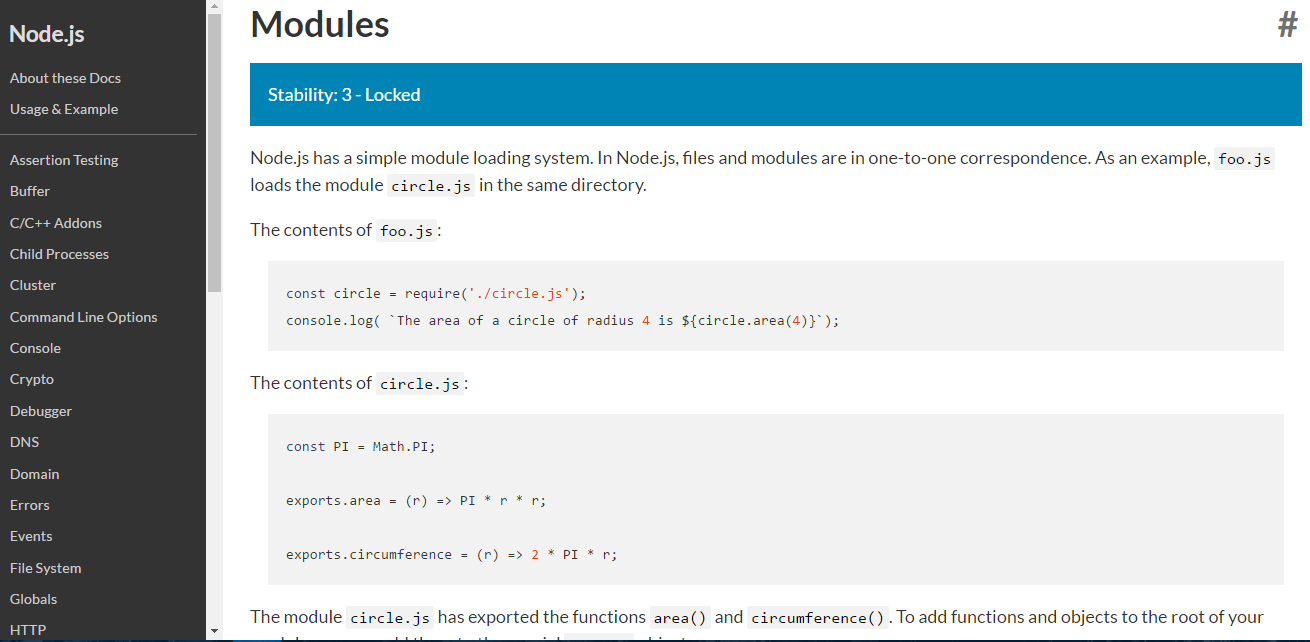 Node.js
About these Docs
Usage & Example
Assertion Testing
Buffer
C/C++ Addons
Child Processes
Cluster
Command Line Options
Console
Crypto
Debugger
DNS
Domain
Errors
Events
File System
Globals
HTTP
Modules #
Stability: 3 - Locked
Node.js has a simple module loading system. In Node.js, files and modules are in one-to-one correspondence. As an example, foo.js
loads the module circle.js in the same directory.
The contents of foo.js:
const circle = require('./circle.js');
console.log( `The area of a circle of radius 4 is ${circle.area(4)}`);
The contents of circle.js:
const PI = Math.PI;
exports.area = (r) => PI * r * r;
exports.circumference = (r) => 2 * PI * r;
The module circle.js has exported the functions area() and circumference(). To add functions and objects to the root of your